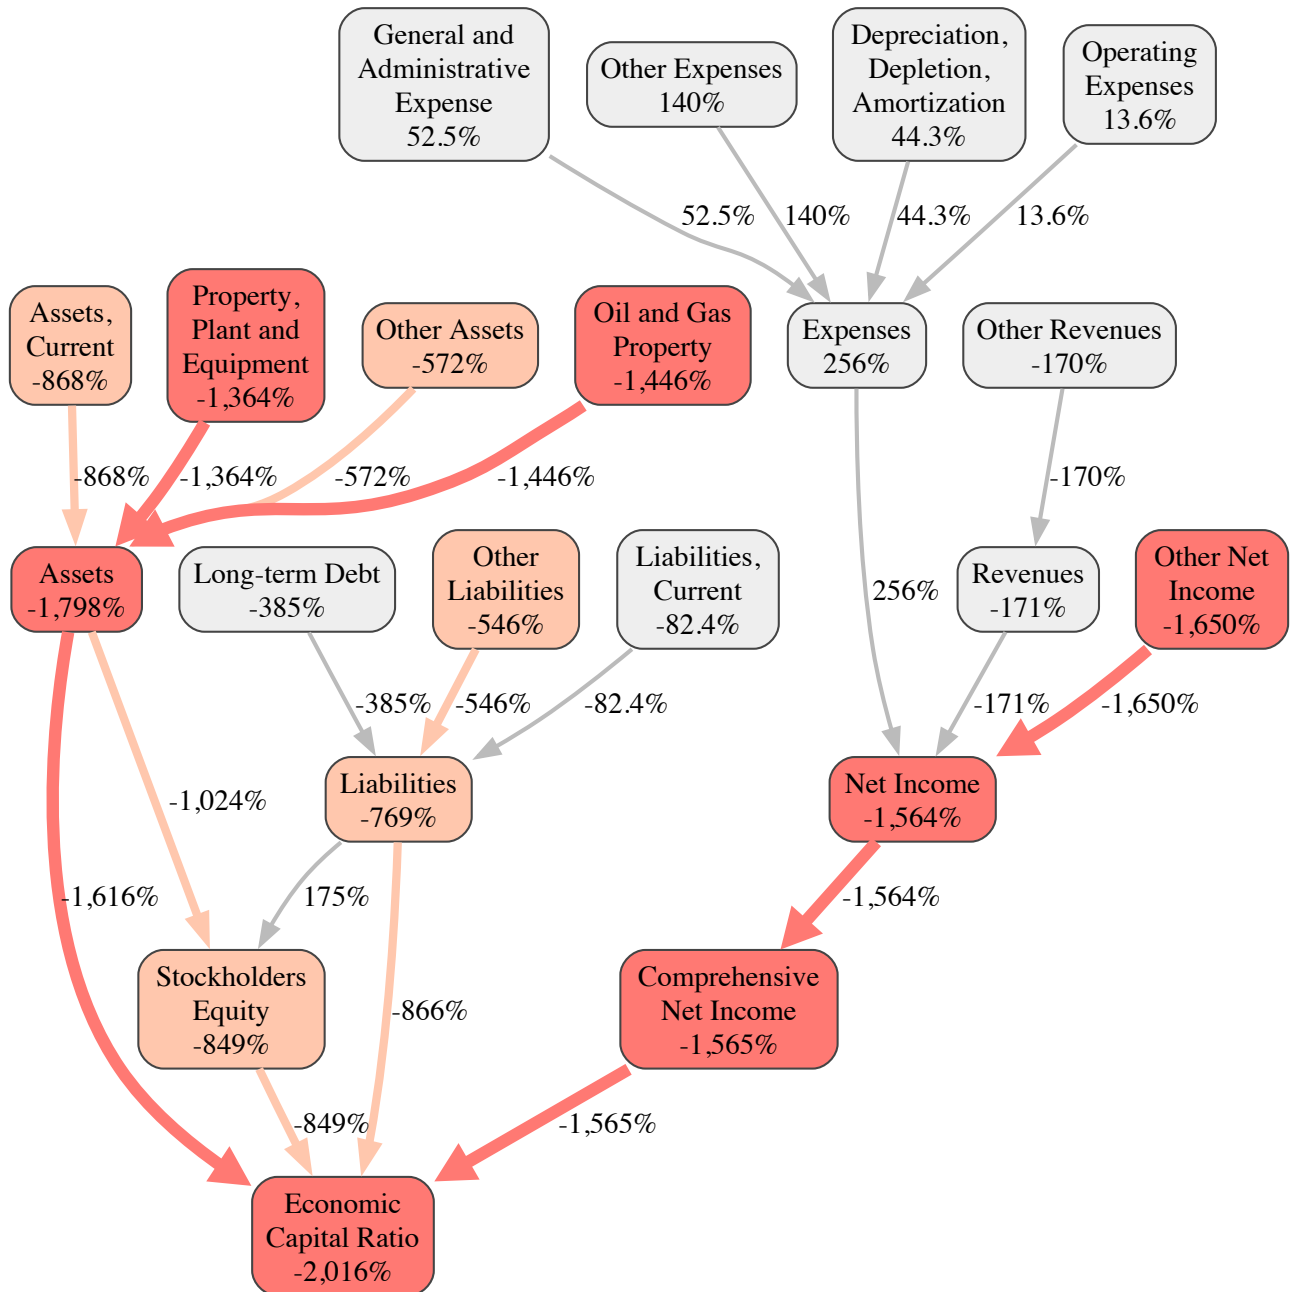 General and
Administrative
Expense
52.5%
Other Expenses
140%
Depreciation,
Depletion,
Amortization
44.3%
Operating
Expenses
13.6%
52.5%
140%
44.3%
13.6%
Assets,
Current
-868%
Property,
Plant and
Equipment
-1,364%
Other Assets
-572%
Oil and Gas
Property
-1,446%
Expenses
256%
Other Revenues
-170%
-868%
-1,364%
-572%
-1,446%
-170%
Assets
-1,798%
Long-term Debt
-385%
Other
Liabilities
-546%
Liabilities,
Current
-82.4%
256%
Revenues
-171%
Other Net
Income
-1,650%
-385%
-546%
-82.4%
-171%
-1,650%
-1,024%
Liabilities
-769%
Net Income
-1,564%
-1,616%
175%
-1,564%
Stockholders
Equity
-849%
-866%
Comprehensive
Net Income
-1,565%
-849%
-1,565%
Economic
Capital Ratio
-2,016%